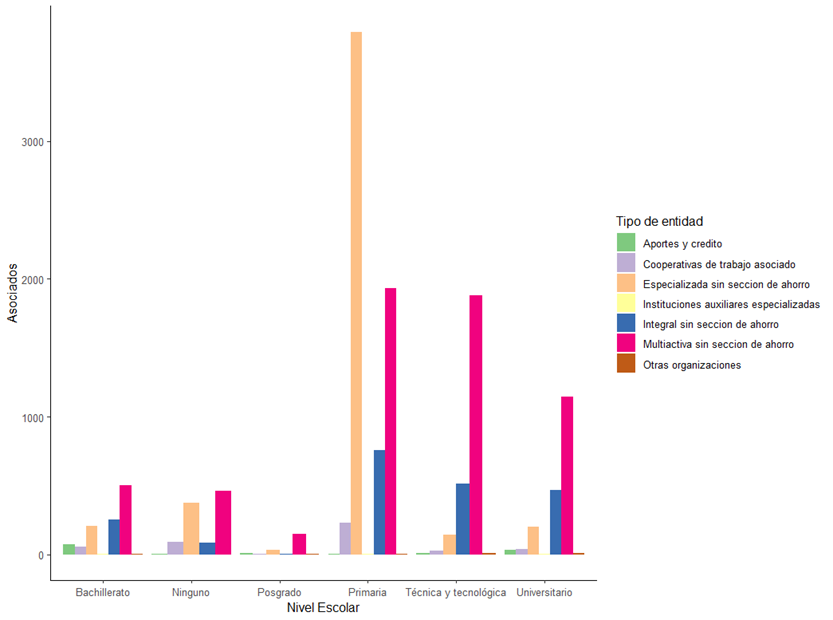 3000
2000
1000
0
Asociados
Bachillerato
Ninguno
Posgrado
Primaria
Técnica y tecnológica
Universitario
Nivel Escolar
Tipo de entidad
Aportes y credito
Cooperativas de trabajo asociado
Especializada sin seccion de ahorro
Instituciones auxiliares especializadas
Integral sin seccion de ahorro
Multiactiva sin seccion de ahorro
Otras organizaciones